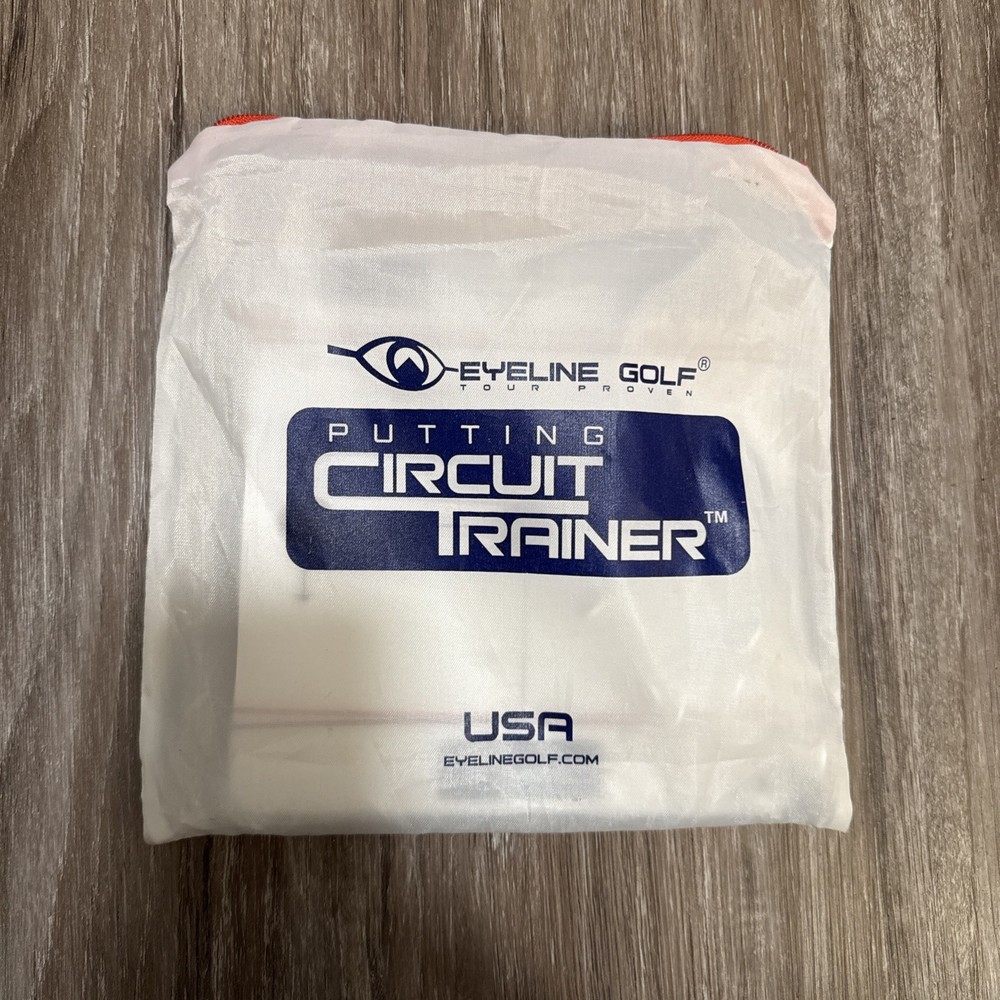 EYELINE GOLF®
TOUR PROVEN
PUTTING
CIRCUIT
TRAINER™
USA
EYELINEGOLF.COM